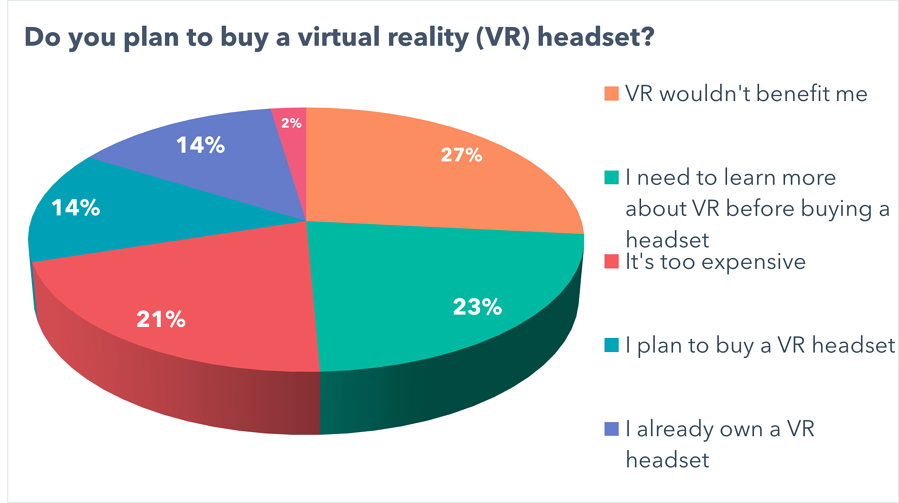 Do you plan to buy a virtual reality (VR) headset?
2%
27%
14%
14%
21%
23%
VR wouldn't benefit me
I need to learn more
about VR before buying a
headset
It's too expensive
I plan to buy a VR headset
I already own a VR
headset